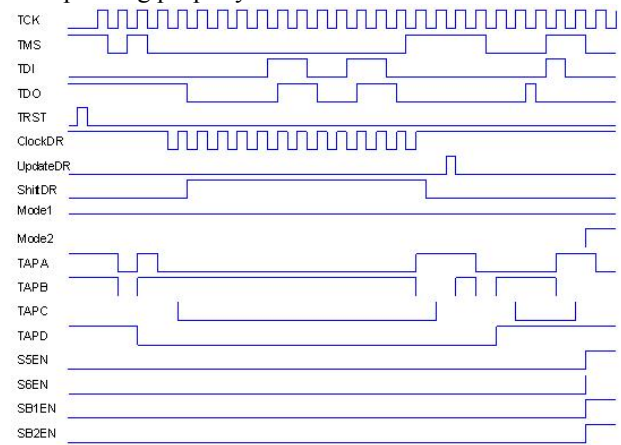 TCK
TMS
TDI
TDO
TRST
ClockDR
UpdateDR
ShiftDR
Mode1
Mode2
TAPA
TAPB
TAPC
TAPD
S5EN
S6EN
SB1EN
SB2EN